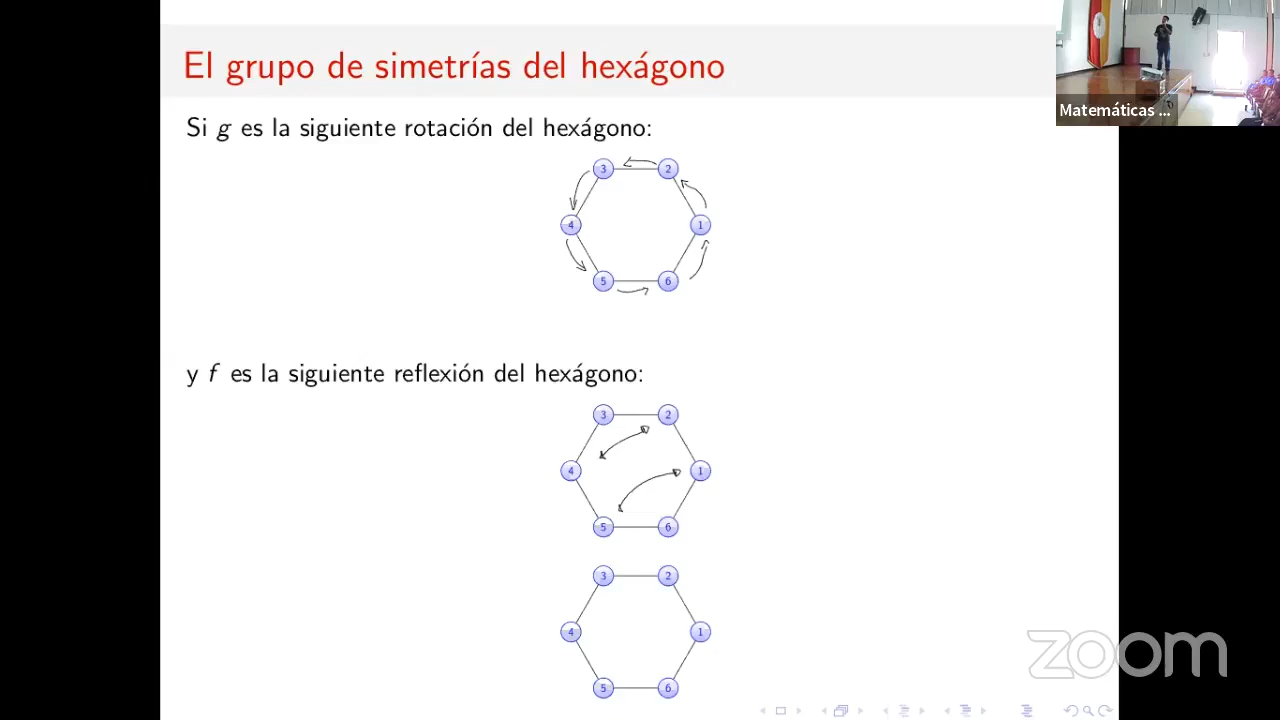 El grupo de simetrías del hexágono
Matemáticas ...
Si g es la siguiente rotación del hexágono:
3 2
4 1
5 6
y f es la siguiente reflexión del hexágono:
3 2
4 1
5 6
3 2
4 1
5 6
zoom